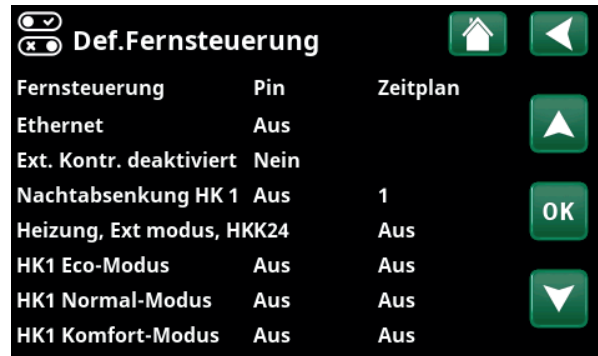 Def.Fernsteuerung
Fernsteuerung Pin Zeitplan
Ethernet Aus
Ext. Kontr. deaktiviert Nein
Nachtabsenkung HK 1 Aus 1
OK
Heizung, Ext modus, HKK24 Aus
HK1 Eco-Modus Aus Aus
HK1 Normal-Modus Aus Aus
HK1 Komfort-Modus Aus Aus